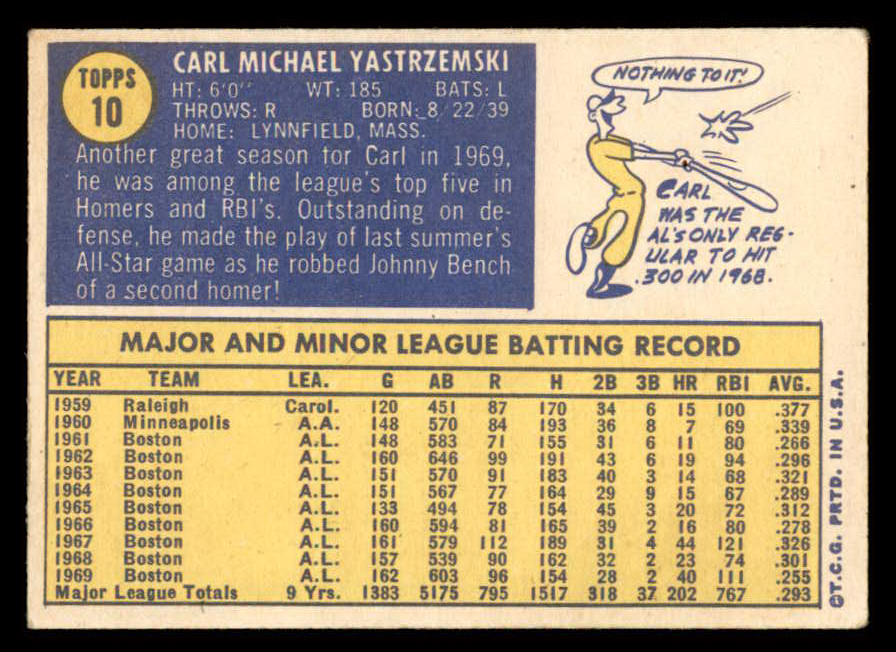 TOPPS
10
CARL MICHAEL YASTRZEMSKI
HT: 6'0" WT: 185 BATS: L
THROWS: R BORN: 8/22/39
HOME: LYNNFIELD, MASS.
Another great season for Carl in 1969,
he was among the league's top five in
Homers and RBI's. Outstanding on de-
fense, he made the play of last summer's
All-Star game as he robbed Johnny Bench
of a second homer!
NOTHING TO IT!
CARL
WAS THE
AL'S ONLY REG-
ULAR TO HIT
.300 IN 1968.
MAJOR AND MINOR LEAGUE BATTING RECORD
YEAR TEAM LEA. G AB R H 2B 3B HR RBI AVG.
1959 Raleigh Carol. 120 451 87 170 34 6 15 100 .377
1960 Minneapolis A.A. 148 570 84 193 36 8 7 69 .339
1961 Boston A.L. 148 583 71 155 31 6 11 80 .266
1962 Boston A.L. 160 646 99 191 43 6 19 94 .296
1963 Boston A.L. 151 570 91 183 40 3 14 68 .321
1964 Boston A.L. 151 567 77 164 29 9 15 67 .289
1965 Boston A.L. 133 494 78 154 45 3 20 72 .312
1966 Boston A.L. 160 594 81 165 39 2 16 80 .278
1967 Boston A.L. 161 579 112 189 31 4 44 121 .326
1968 Boston A.L. 157 539 90 162 32 2 23 74 .301
1969 Boston A.L. 162 603 96 154 28 2 40 111 .255
Major League Totals 9 Yrs. 1383 5175 795 1517 318 37 202 767 .293
©T.C.G. PRTD. IN U.S.A.